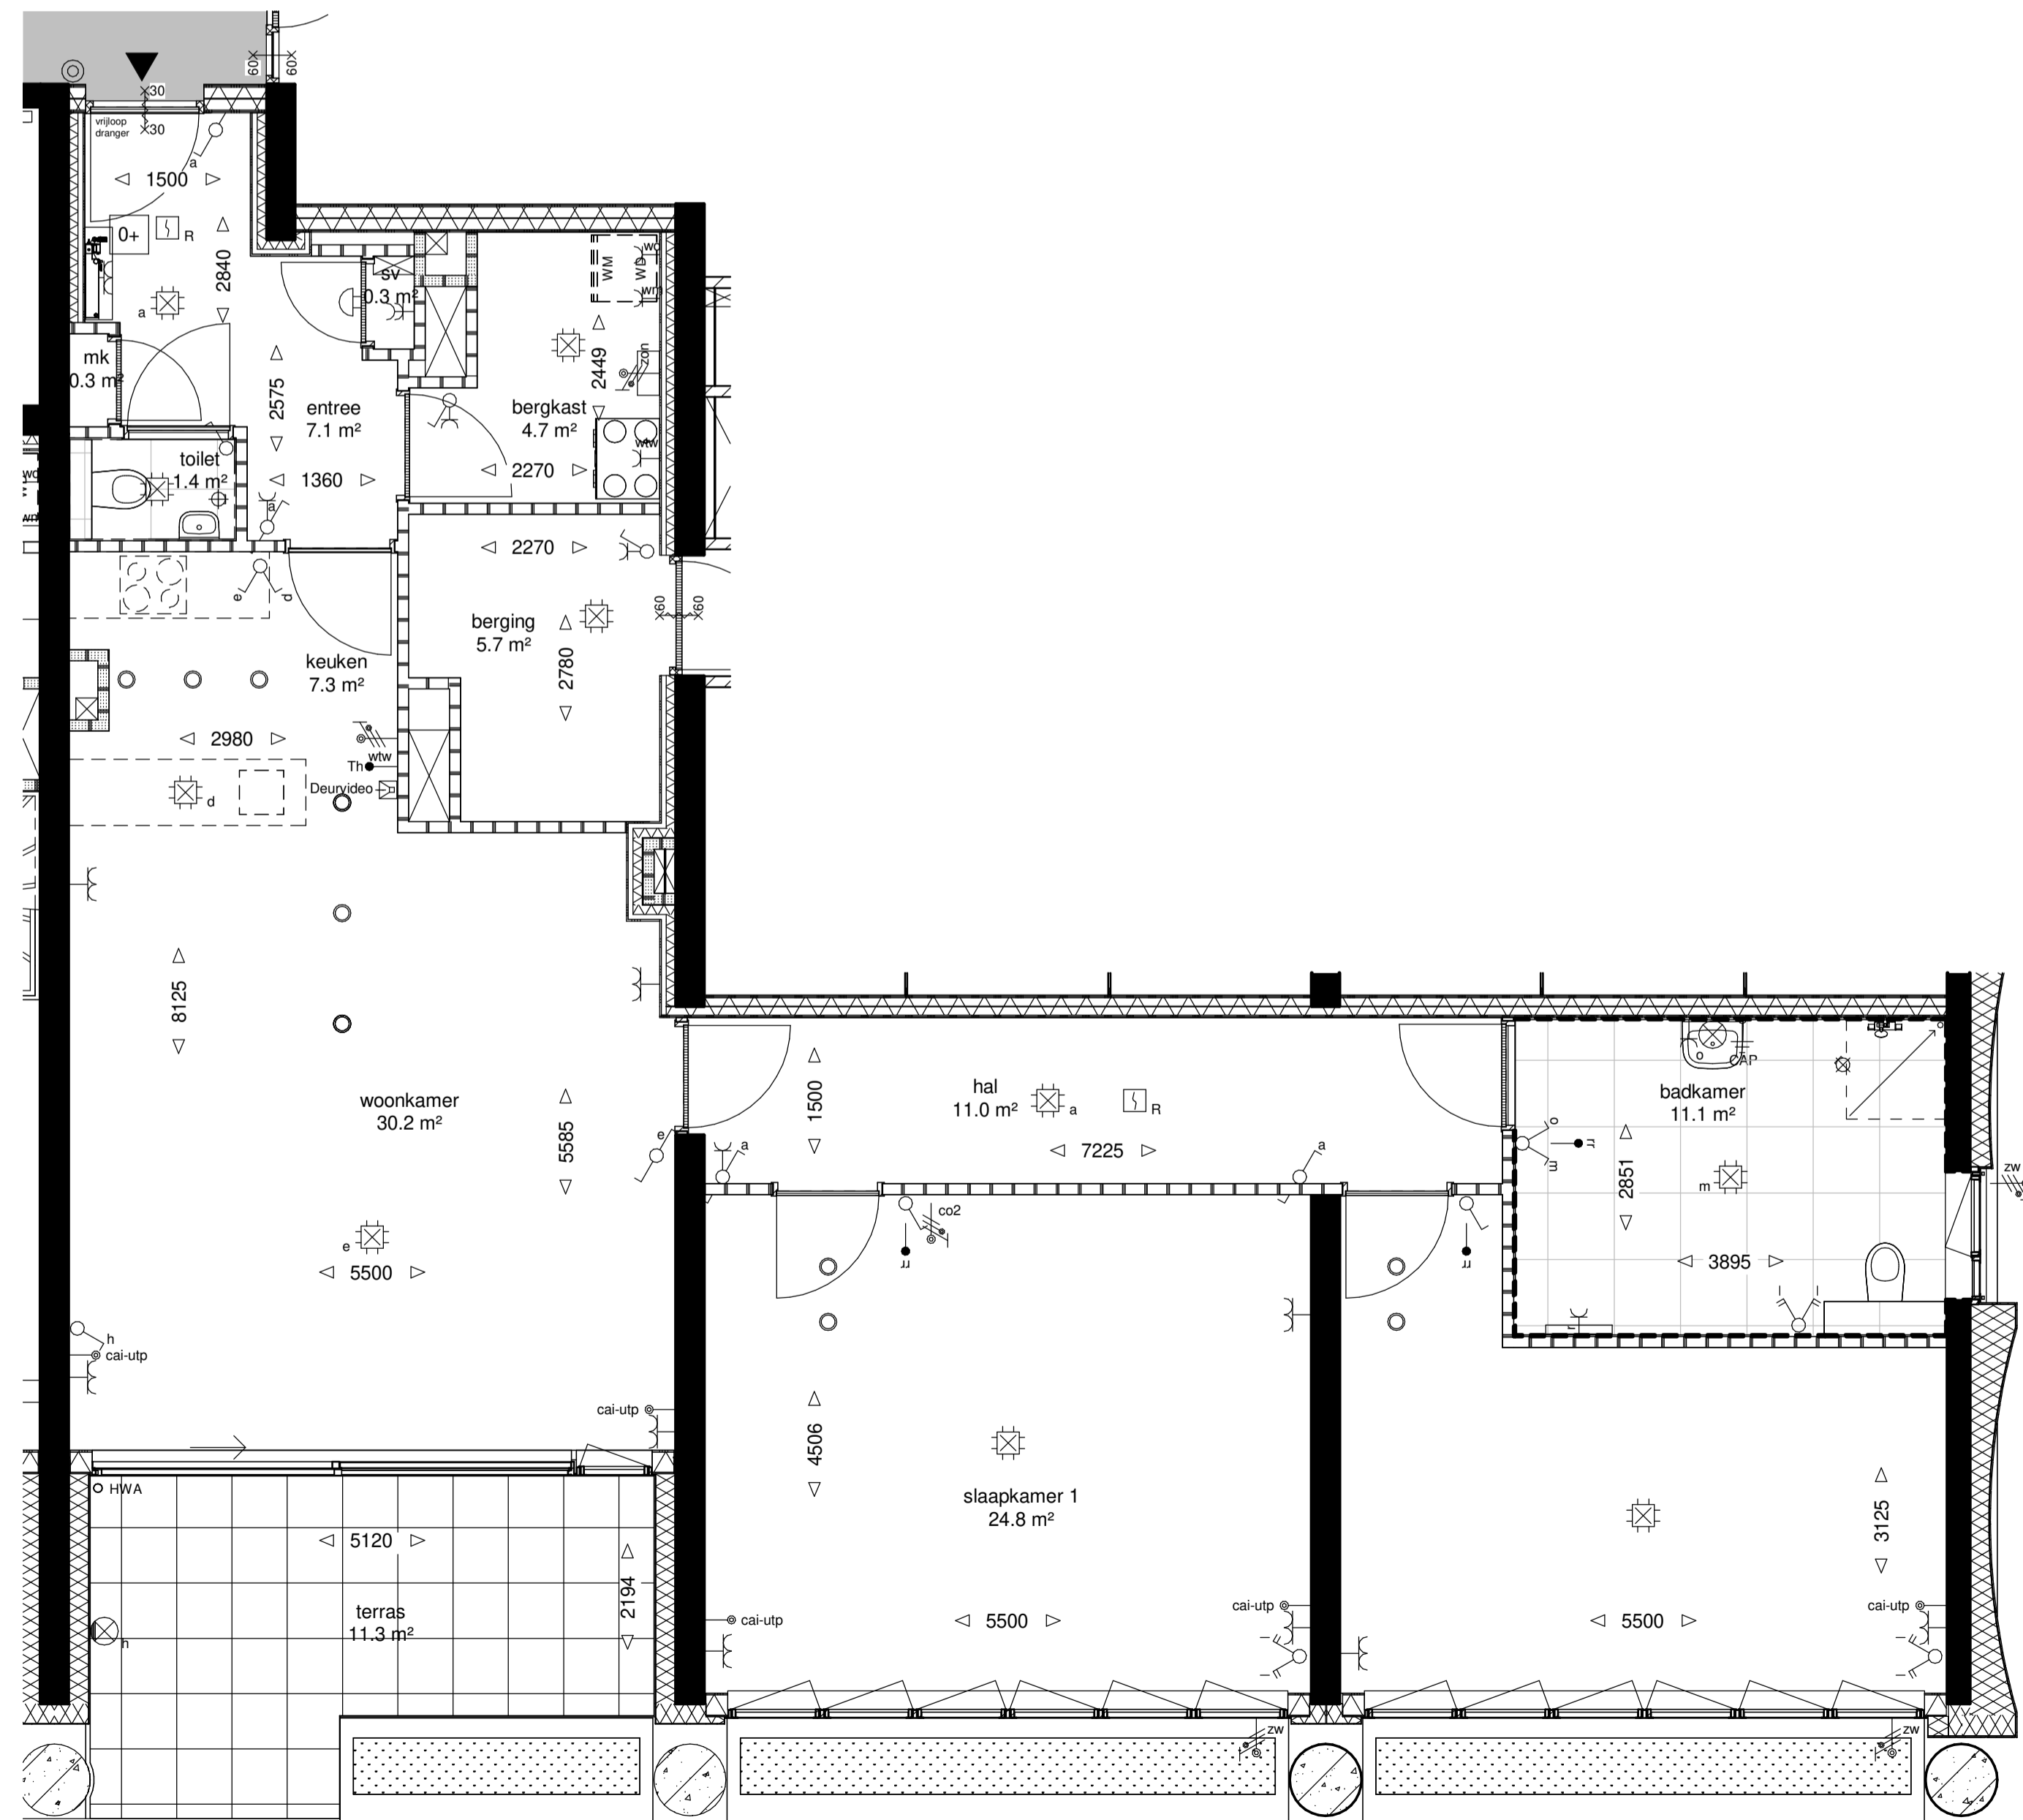 60
60
30
vrijloop
dranger
30
a
1500
0+
R
2840
a
sv
0.3 m²
WM
WD
wd
wm
mk
0.3 m²
2575
entree
7.1 m²
1360
2449
zon
bergkast
4.7 m²
wtw
2270
toilet
1.4 m²
a
wd
wm
2270
e
d
berging
5.7 m²
2780
60
60
keuken
7.3 m²
2980
wtw
Th
Deurvideo
d
8125
woonkamer
30.2 m²
5585
e
e
5500
h
cai-utp
cai-utp
1500
hal
11.0 m²
a
R
7225
a
a
CAP
badkamer
11.1 m²
o
m
rr
2851
m
3895
zw
r
co2
rr
rr
4506
slaapkamer 1
24.8 m²
3125
HWA
5120
2194
terras
11.3 m²
h
cai-utp
5500
cai-utp
5500
cai-utp
zw
zw